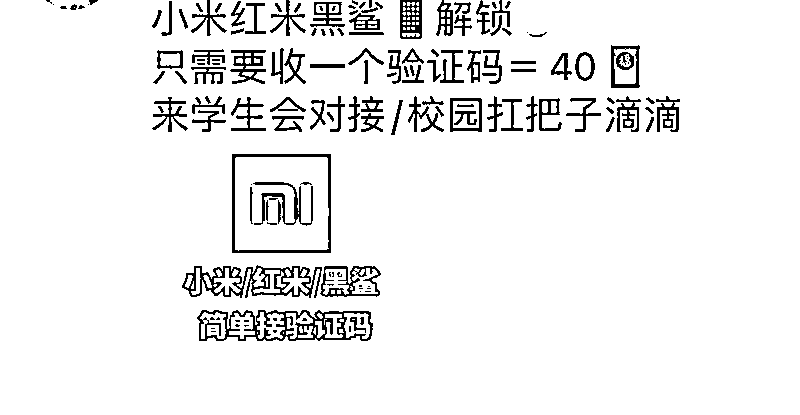 小米红米黑鲨 解锁
只需要收一个验证码= 40
来学生会对接/校园扛把子滴滴
小米/红米/黑鲨
简单接验证码